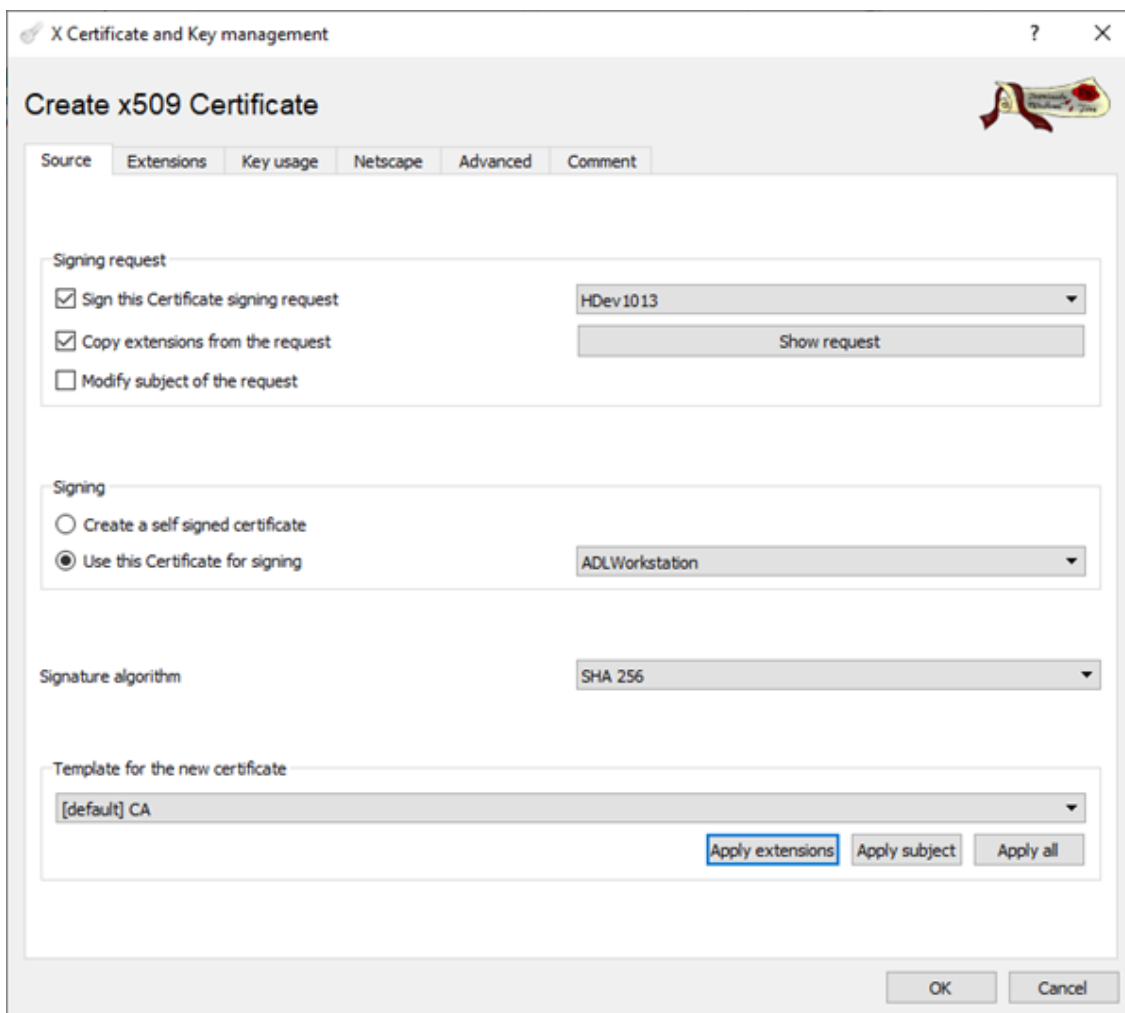 X Certificate and Key management
?
Create x509 Certificate
Source Extensions Key usage Netscape Advanced Comment
Signing request
Sign this Certificate signing request HDev1013
Copy extensions from the request Show request
Modify subject of the request
Signing
Create a self signed certificate
Use this Certificate for signing ADLWorkstation
Signature algorithm SHA 256
Template for the new certificate
[default] CA
Apply extensions Apply subject Apply all
OK Cancel